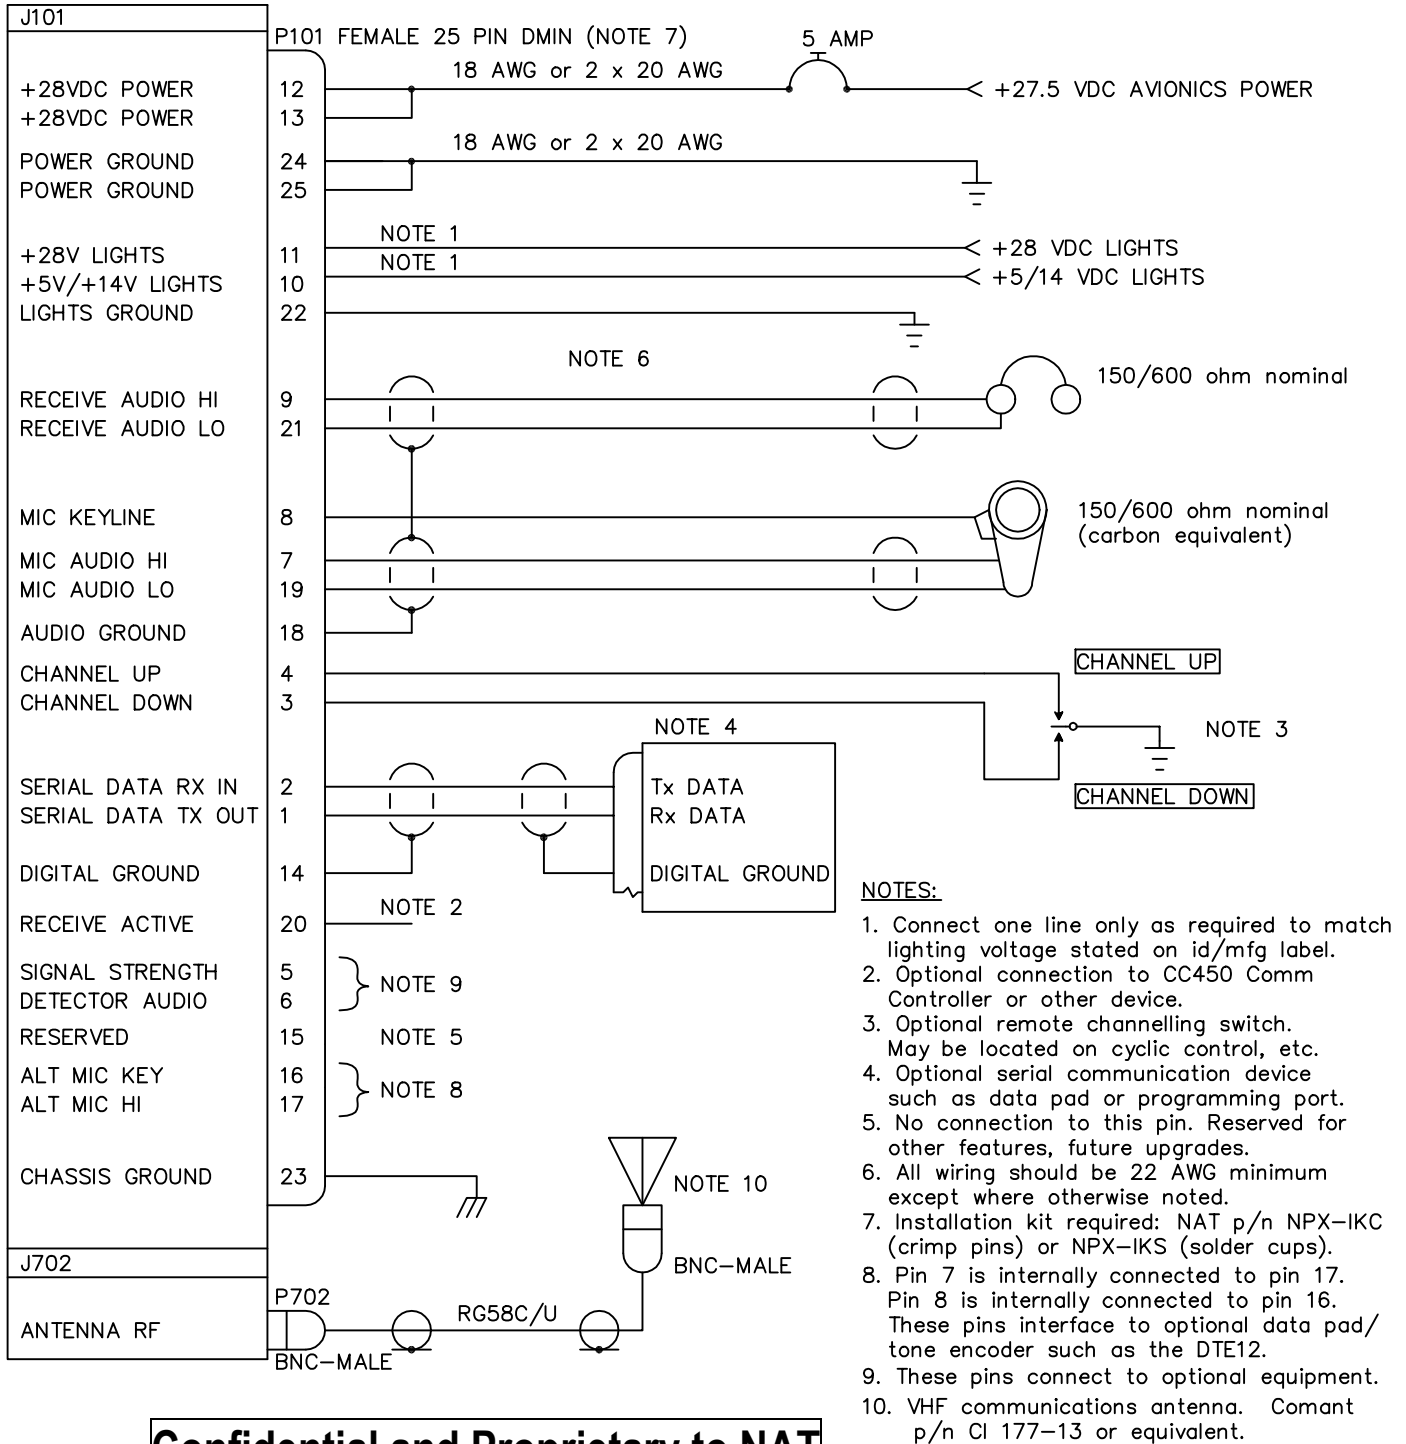 J101
P101 FEMALE 25 PIN DMIN (NOTE 7)
5 AMP
18 AWG or 2 x 20 AWG
+28VDC POWER 12 +27.5 VDC AVIONICS POWER
+28VDC POWER 13
18 AWG or 2 x 20 AWG
POWER GROUND 24
POWER GROUND 25
NOTE 1
+28V LIGHTS 11 +28 VDC LIGHTS
NOTE 1
+5V/+14V LIGHTS 10 +5/14 VDC LIGHTS
LIGHTS GROUND 22
NOTE 6
150/600 ohm nominal
RECEIVE AUDIO HI 9
RECEIVE AUDIO LO 21
MIC KEYLINE 8
150/600 ohm nominal
(carbon equivalent)
MIC AUDIO HI 7
MIC AUDIO LO 19
AUDIO GROUND 18
CHANNEL UP 4
CHANNEL UP
CHANNEL DOWN 3
NOTE 4
NOTE 3
SERIAL DATA RX IN 2 Tx DATA
CHANNEL DOWN
SERIAL DATA TX OUT 1 Rx DATA
DIGITAL GROUND 14 DIGITAL GROUND
NOTE 2
RECEIVE ACTIVE 20
SIGNAL STRENGTH 5
NOTE 9
DETECTOR AUDIO 6
RESERVED 15 NOTE 5
ALT MIC KEY 16
NOTE 8
ALT MIC HI 17
CHASSIS GROUND 23
NOTE 10
BNC-MALE
J702
P702
RG58C/U
ANTENNA RF
BNC-MALE
NOTES:
1. Connect one line only as required to match
lighting voltage stated on id/mfg label.
2. Optional connection to CC450 Comm
Controller or other device.
3. Optional remote channelling switch.
May be located on cyclic control, etc.
4. Optional serial communication device
such as data pad or programming port.
5. No connection to this pin. Reserved for
other features, future upgrades.
6. All wiring should be 22 AWG minimum
except where otherwise noted.
7. Installation kit required: NAT p/n NPX-IKC
(crimp pins) or NPX-IKS (solder cups).
8. Pin 7 is internally connected to pin 17.
Pin 8 is internally connected to pin 16.
These pins interface to optional data pad/
tone encoder such as the DTE12.
9. These pins connect to optional equipment.
10. VHF communications antenna. Comant
p/n CI 177-13 or equivalent.
Confidential and Proprietary to NAT